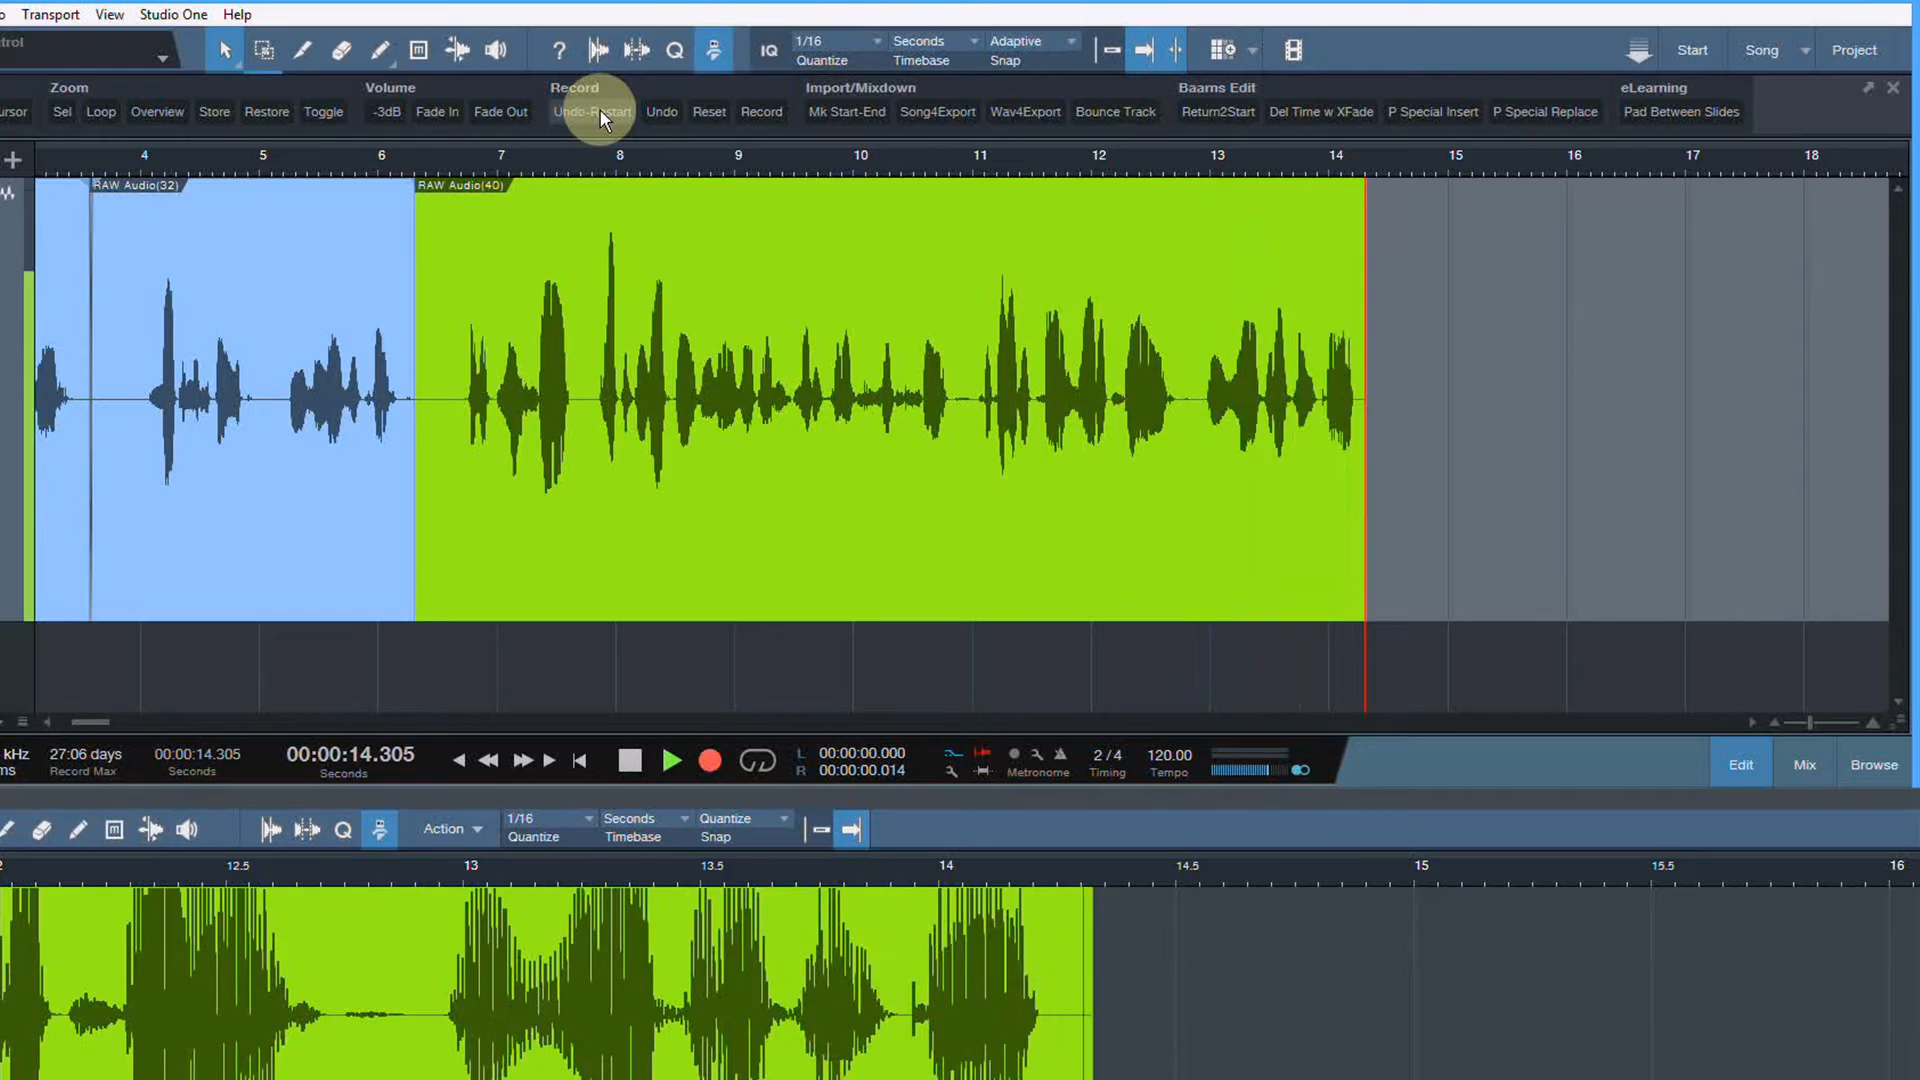 o Transport View Studio One Help
trol
? Q IQ 1/16 Seconds Adaptive Start Song Project
Quantize Timebase Snap
Zoom Volume Record Import/Mixdown Baarns Edit eLearning
ursor Sel Loop Overview Store Restore Toggle -3dB Fade In Fade Out Undo-Restart Undo Reset Record Mk Start-End Song4Export Wav4Export Bounce Track Return2Start Del Time w XFade P Special Insert P Special Replace Pad Between Slides
4 5 6 7 8 9 10 11 12 13 14 15 16 17 18
RAW Audio(32) RAW Audio(40)
kHz 27:06 days 00:00:14.305 00:00:14.305 L 00:00:00.000 2/4 120.00 Edit Mix Browse
ms Record Max Seconds Seconds R 00:00:00.014 Metronome Timing Tempo
Q Action 1/16 Seconds Quantize
Quantize Timebase Snap
2 12.5 13 13.5 14 14.5 15 15.5 16